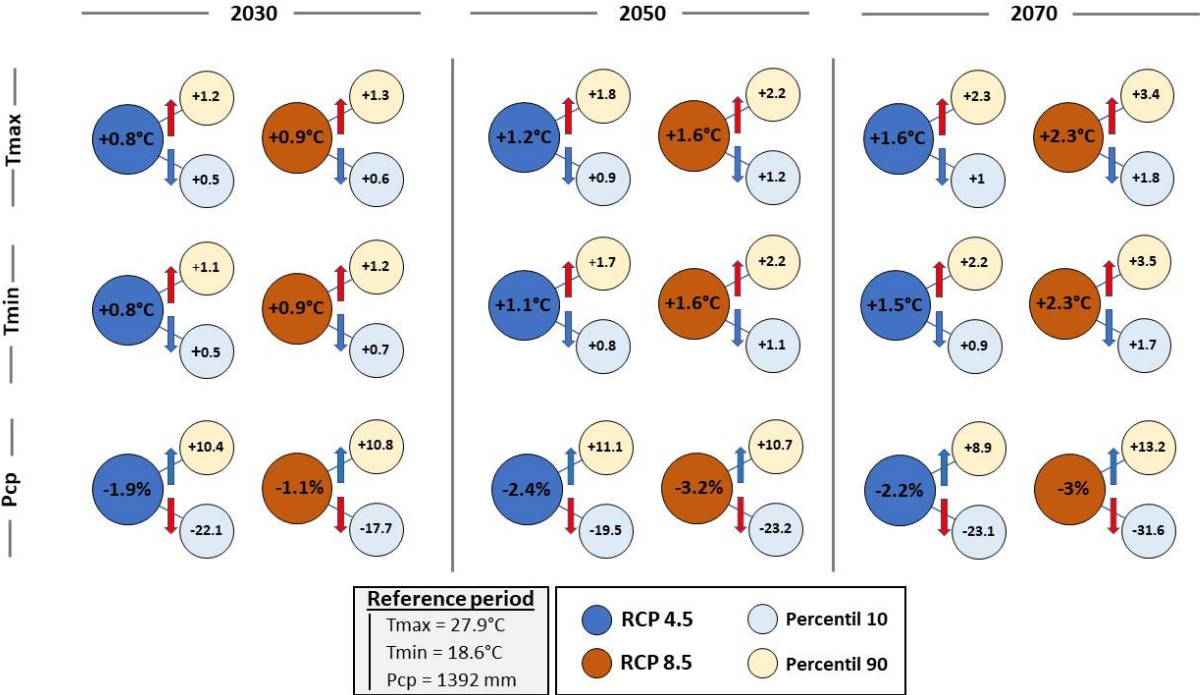 2030 2050 2070
Tmax
+1.2 +1.3 +1.8 +2.2 +2.3 +3.4
+0.8°C +0.9°C +1.2°C +1.6°C +1.6°C +2.3°C
+0.5 +0.6 +0.9 +1.2 +1 +1.8
Tmin
+1.1 +1.2 +1.7 +2.2 +2.2 +3.5
+0.8°C +0.9°C +1.1°C +1.6°C +1.5°C +2.3°C
+0.5 +0.7 +0.8 +1.1 +0.9 +1.7
Pcp
+10.4 +10.8 +11.1 +10.7 +8.9 +13.2
-1.9% -1.1% -2.4% -3.2% -2.2% -3%
-22.1 -17.7 -19.5 -23.2 -23.1 -31.6
Reference period
Tmax = 27.9°C
Tmin = 18.6°C
Pcp = 1392 mm
RCP 4.5 Percentil 10
RCP 8.5 Percentil 90